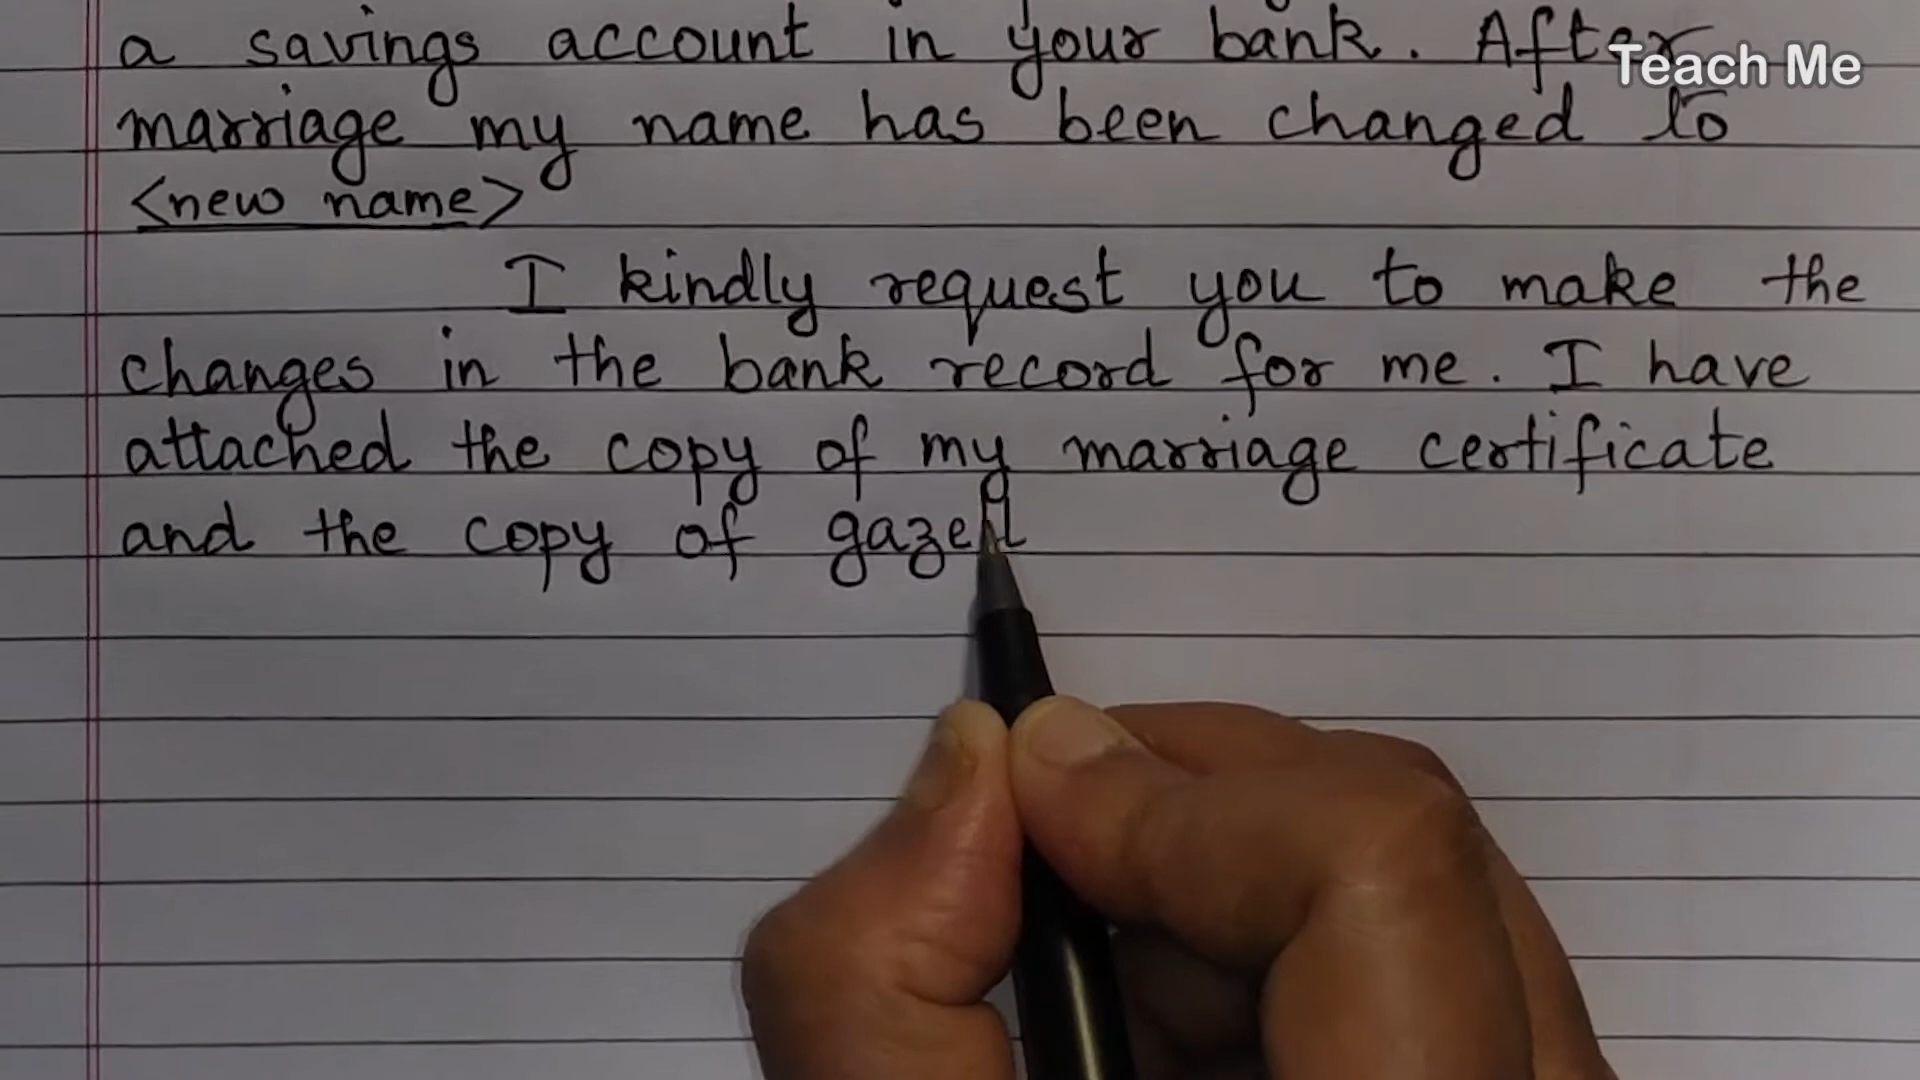 a savings account in your bank. After
Teach Me
marriage my name has been changed to
<new name>
I kindly request you to make the
changes in the bank record for me. I have
attached the copy of my marriage certificate
and the copy of